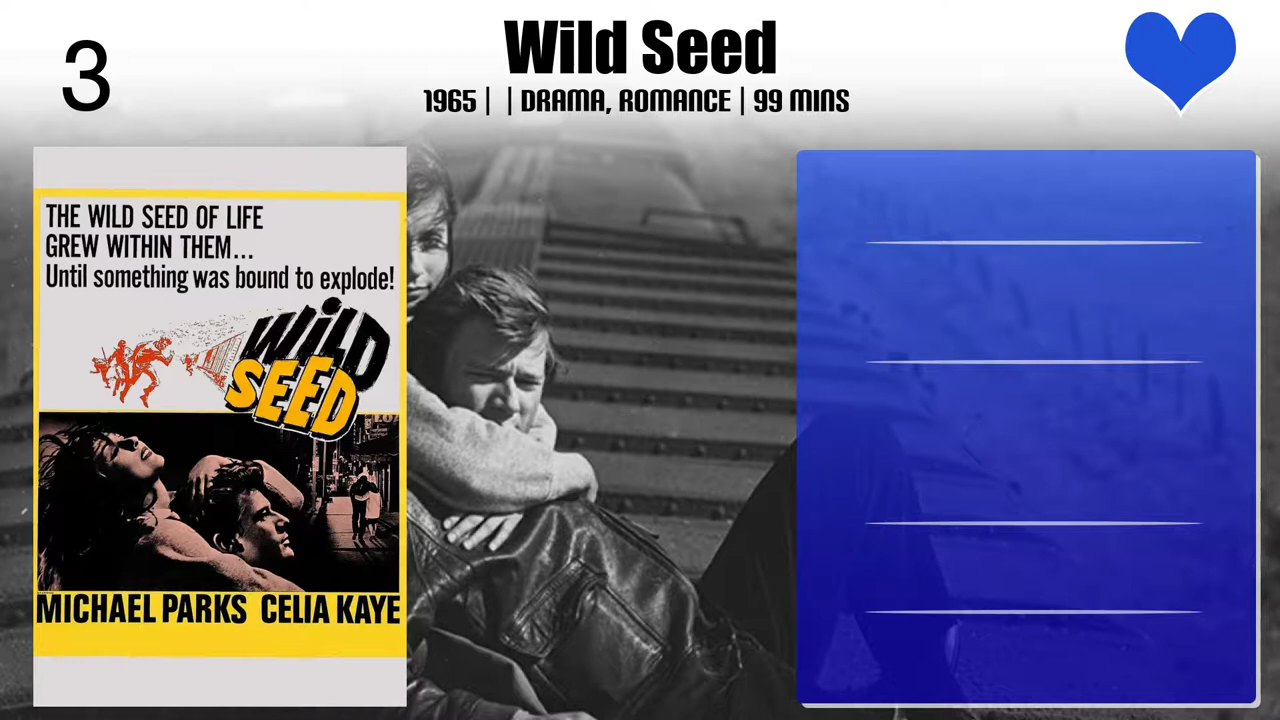 3
Wild Seed
1965 | | DRAMA, ROMANCE | 99 MINS
THE WILD SEED OF LIFE
GREW WITHIN THEM...
Until something was bound to explode!
WiLD
SEED
MICHAEL PARKS CELIA KAYE